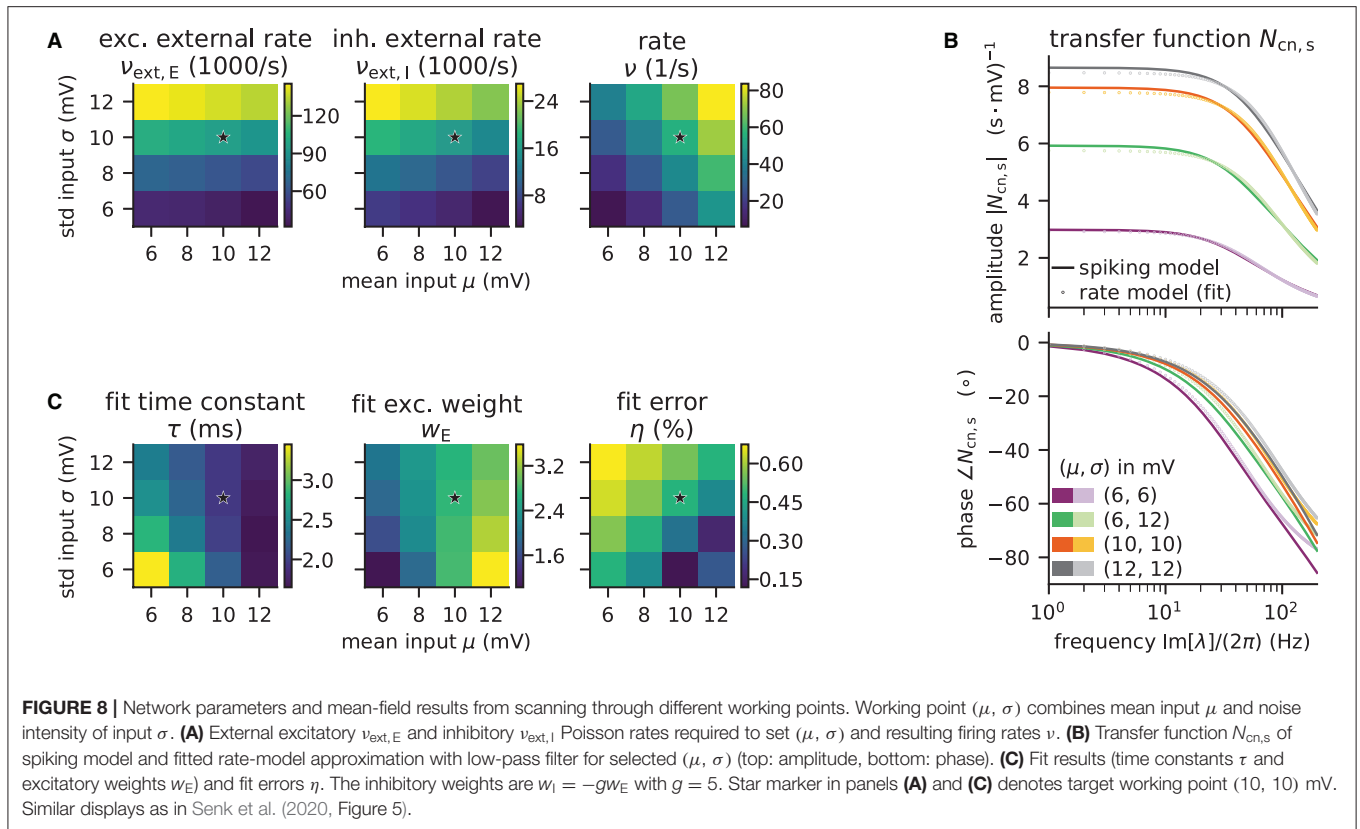 A
exc. external rate
ν_ext,E (1000/s)
inh. external rate
ν_ext,I (1000/s)
rate
ν (1/s)
std input σ (mV)
12
10
8
6
6 8 10 12
120
90
60
6 8 10 12
24
16
8
6 8 10 12
80
60
40
20
mean input μ (mV)
B
transfer function N_cn,s
amplitude |N_cn,s| (s · mV)⁻¹
8
6
4
2
spiking model
rate model (fit)
phase ∠N_cn,s (∘)
0
−20
−40
−60
−80
(μ, σ) in mV
(6, 6)
(6, 12)
(10, 10)
(12, 12)
10⁰ 10¹ 10²
frequency Im[λ]/(2π) (Hz)
C
fit time constant
τ (ms)
fit exc. weight
w_E
fit error
η (%)
std input σ (mV)
12
10
8
6
6 8 10 12
3.0
2.5
2.0
6 8 10 12
3.2
2.4
1.6
6 8 10 12
0.60
0.45
0.30
0.15
mean input μ (mV)
FIGURE 8 | Network parameters and mean-field results from scanning through different working points. Working point (μ, σ) combines mean input μ and noise
intensity of input σ. (A) External excitatory ν_ext,E and inhibitory ν_ext,I Poisson rates required to set (μ, σ) and resulting firing rates ν. (B) Transfer function N_cn,s of
spiking model and fitted rate-model approximation with low-pass filter for selected (μ, σ) (top: amplitude, bottom: phase). (C) Fit results (time constants τ and
excitatory weights w_E) and fit errors η. The inhibitory weights are w_I = −gw_E with g = 5. Star marker in panels (A) and (C) denotes target working point (10, 10) mV.
Similar displays as in Senk et al. (2020, Figure 5).